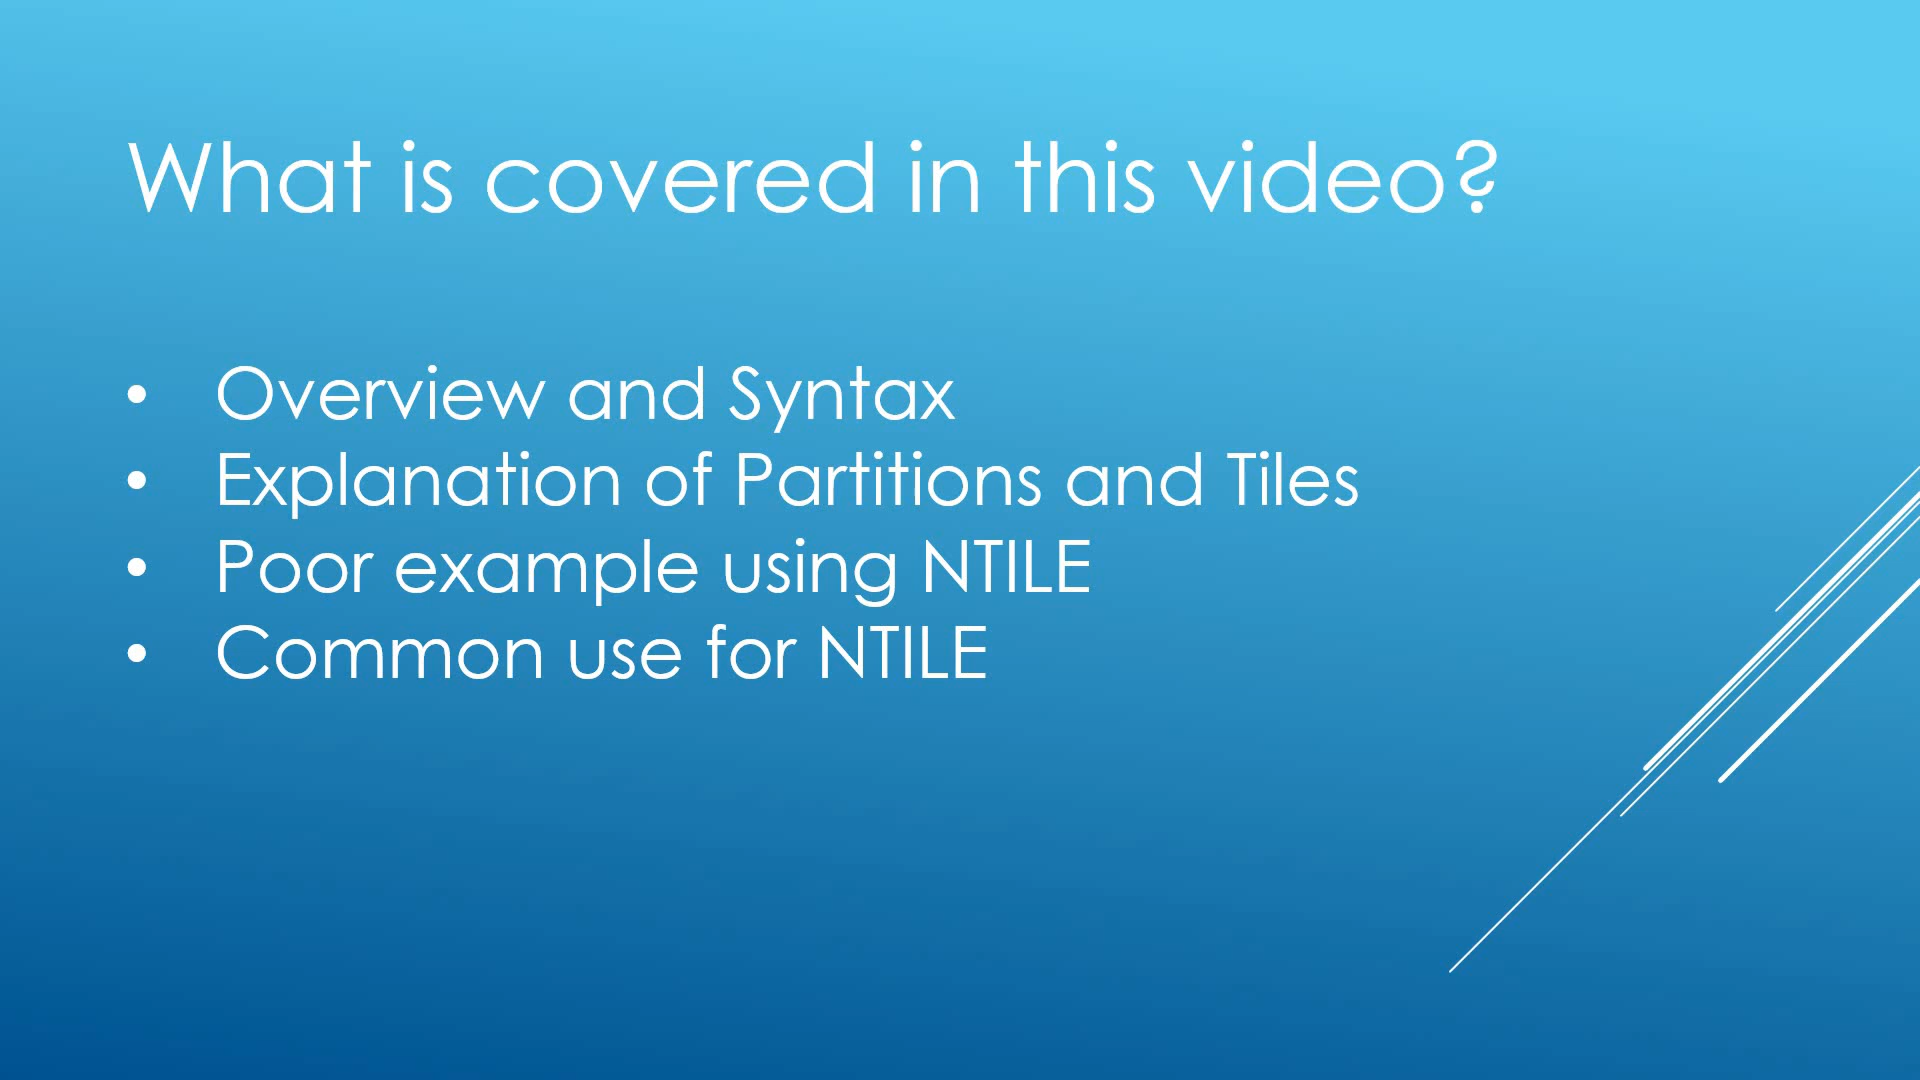 What is covered in this video?
• Overview and Syntax
• Explanation of Partitions and Tiles
• Poor example using NTILE
• Common use for NTILE